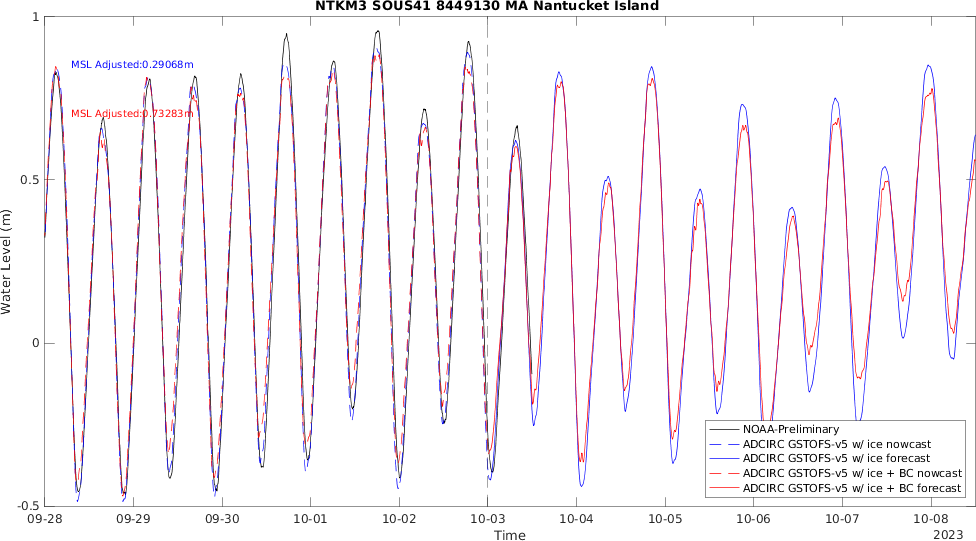 NTKM3 SOUS41 8449130 MA Nantucket Island
MSL Adjusted:0.29068m
MSL Adjusted:0.73283m
Water Level (m)
1
0.5
0
-0.5
09-28
09-29
09-30
10-01
10-02
10-03
10-04
10-05
10-06
10-07
10-08
2023
Time
NOAA-Preliminary
ADCIRC GSTOFS-v5 w/ ice nowcast
ADCIRC GSTOFS-v5 w/ ice forecast
ADCIRC GSTOFS-v5 w/ ice + BC nowcast
ADCIRC GSTOFS-v5 w/ ice + BC forecast